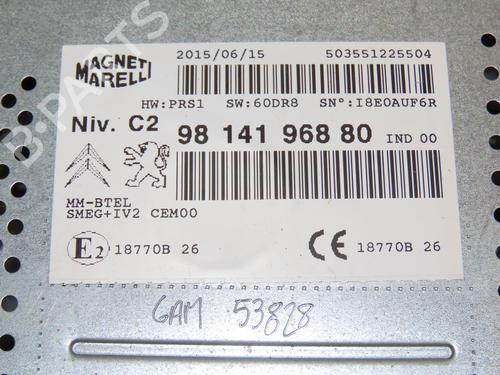 MAGNETI MARELLI
2015/06/15 503551225504
HW:PRS1 SW:60DR8 SN°:I8E0AUF6R
Niv. C2 98 141 968 80 IND 00
MM-BTEL
SMEG+IV2 CEM00
E2 18770B 26 CE 18770B 26
GAM 53828
B-PARTS